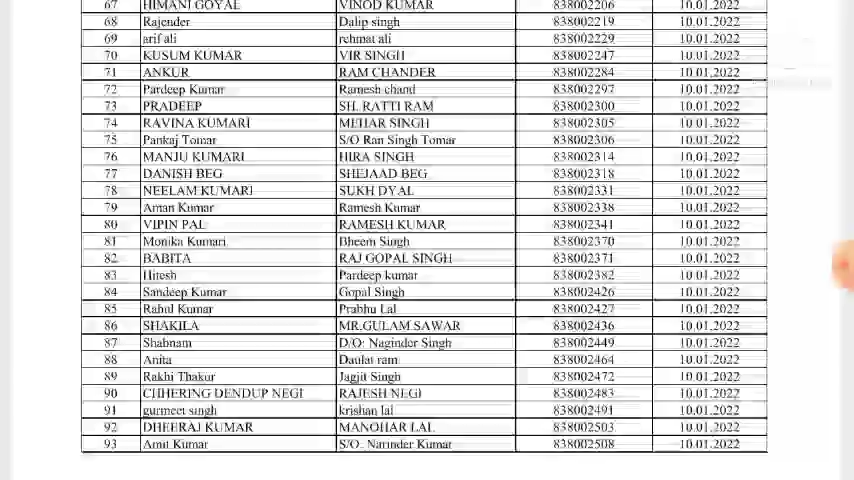 67 HIMANI GOYAL VINOD KUMAR 838002206 10.01.2022
68 Rajender Dalip singh 838002219 10.01.2022
69 arif ali rehmat ali 838002229 10.01.2022
70 KUSUM KUMAR VIR SINGH 838002247 10.01.2022
71 ANKUR RAM CHANDER 838002284 10.01.2022
72 Pardeep Kumar Ramesh chand 838002297 10.01.2022
73 PRADEEP SH. RATTI RAM 838002300 10.01.2022
74 RAVINA KUMARI MEHAR SINGH 838002305 10.01.2022
75 Pankaj Tomar S/O Ran Singh Tomar 838002306 10.01.2022
76 MANJU KUMARI HIRA SINGH 838002314 10.01.2022
77 DANISH BEG SHEJAAD BEG 838002318 10.01.2022
78 NEELAM KUMARI SUKH DYAL 838002331 10.01.2022
79 Aman Kumar Ramesh Kumar 838002338 10.01.2022
80 VIPIN PAL RAMESH KUMAR 838002341 10.01.2022
81 Monika Kumari Bheem Singh 838002370 10.01.2022
82 BABITA RAJ GOPAL SINGH 838002371 10.01.2022
83 Hitesh Pardeep kumar 838002382 10.01.2022
84 Sandeep Kumar Gopal Singh 838002426 10.01.2022
85 Rahul Kumar Prabhu Lal 838002427 10.01.2022
86 SHAKILA MR.GULAM SAWAR 838002436 10.01.2022
87 Shabnam D/O: Naginder Singh 838002449 10.01.2022
88 Anita Daulat ram 838002464 10.01.2022
89 Rakhi Thakur Jagjit Singh 838002472 10.01.2022
90 CHHERING DENDUP NEGI RAJESH NEGI 838002483 10.01.2022
91 gurmeet singh krishan lal 838002491 10.01.2022
92 DHEERAJ KUMAR MANOHAR LAL 838002503 10.01.2022
93 Amit Kumar S/O. Narinder Kumar 838002508 10.01.2022